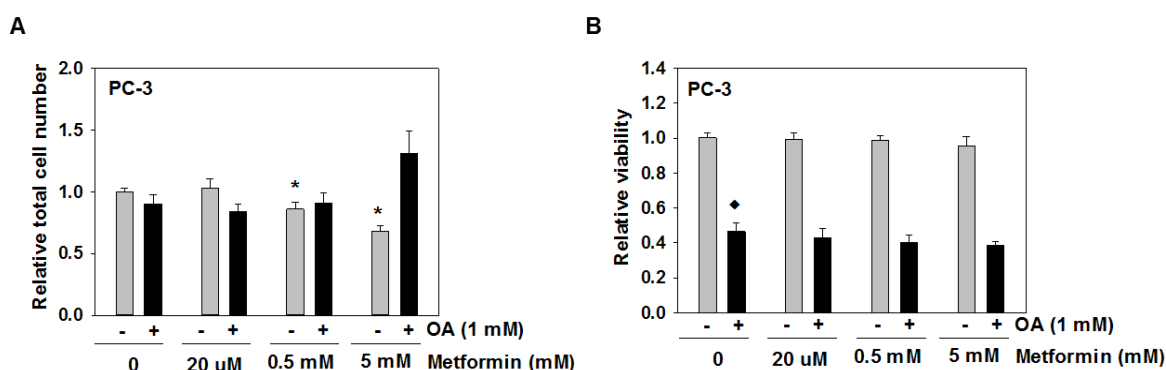 A
Relative total cell number
2.0
1.5
1.0
0.5
0.0
PC-3
*
*
- + - + - + - + OA (1 mM)
0 20 uM 0.5 mM 5 mM Metformin (mM)
B
Relative viability
1.4
1.2
1.0
0.8
0.6
0.4
0.2
0.0
PC-3
◆
- + - + - + - + OA (1 mM)
0 20 uM 0.5 mM 5 mM Metformin (mM)